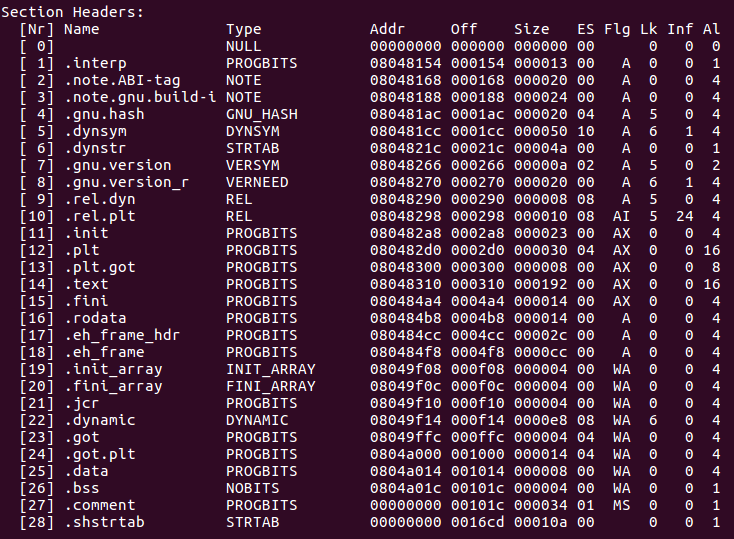 Section Headers:
  [Nr] Name              Type            Addr     Off    Size   ES Flg Lk Inf Al
  [ 0]                   NULL            00000000 000000 000000 00      0   0  0
  [ 1] .interp           PROGBITS        08048154 000154 000013 00   A  0   0  1
  [ 2] .note.ABI-tag     NOTE            08048168 000168 000020 00   A  0   0  4
  [ 3] .note.gnu.build-i NOTE            08048188 000188 000024 00   A  0   0  4
  [ 4] .gnu.hash         GNU_HASH        080481ac 0001ac 000020 04   A  5   0  4
  [ 5] .dynsym           DYNSYM          080481cc 0001cc 000050 10   A  6   1  4
  [ 6] .dynstr           STRTAB          0804821c 00021c 00004a 00   A  0   0  1
  [ 7] .gnu.version      VERSYM          08048266 000266 00000a 02   A  5   0  2
  [ 8] .gnu.version_r    VERNEED         08048270 000270 000020 00   A  6   1  4
  [ 9] .rel.dyn          REL             08048290 000290 000008 08   A  5   0  4
  [10] .rel.plt          REL             08048298 000298 000010 08  AI  5  24  4
  [11] .init             PROGBITS        080482a8 0002a8 000023 00  AX  0   0  4
  [12] .plt              PROGBITS        080482d0 0002d0 000030 04  AX  0   0 16
  [13] .plt.got          PROGBITS        08048300 000300 000008 00  AX  0   0  8
  [14] .text             PROGBITS        08048310 000310 000192 00  AX  0   0 16
  [15] .fini             PROGBITS        080484a4 0004a4 000014 00  AX  0   0  4
  [16] .rodata           PROGBITS        080484b8 0004b8 000014 00   A  0   0  4
  [17] .eh_frame_hdr     PROGBITS        080484cc 0004cc 00002c 00   A  0   0  4
  [18] .eh_frame         PROGBITS        080484f8 0004f8 0000cc 00   A  0   0  4
  [19] .init_array       INIT_ARRAY      08049f08 000f08 000004 00  WA  0   0  4
  [20] .fini_array       FINI_ARRAY      08049f0c 000f0c 000004 00  WA  0   0  4
  [21] .jcr              PROGBITS        08049f10 000f10 000004 00  WA  0   0  4
  [22] .dynamic          DYNAMIC         08049f14 000f14 0000e8 08  WA  6   0  4
  [23] .got              PROGBITS        08049ffc 000ffc 000004 04  WA  0   0  4
  [24] .got.plt          PROGBITS        0804a000 001000 000014 04  WA  0   0  4
  [25] .data             PROGBITS        0804a014 001014 000008 00  WA  0   0  4
  [26] .bss              NOBITS          0804a01c 00101c 000004 00  WA  0   0  1
  [27] .comment          PROGBITS        00000000 00101c 000034 01  MS  0   0  1
  [28] .shstrtab         STRTAB          00000000 0016cd 00010a 00      0   0  1